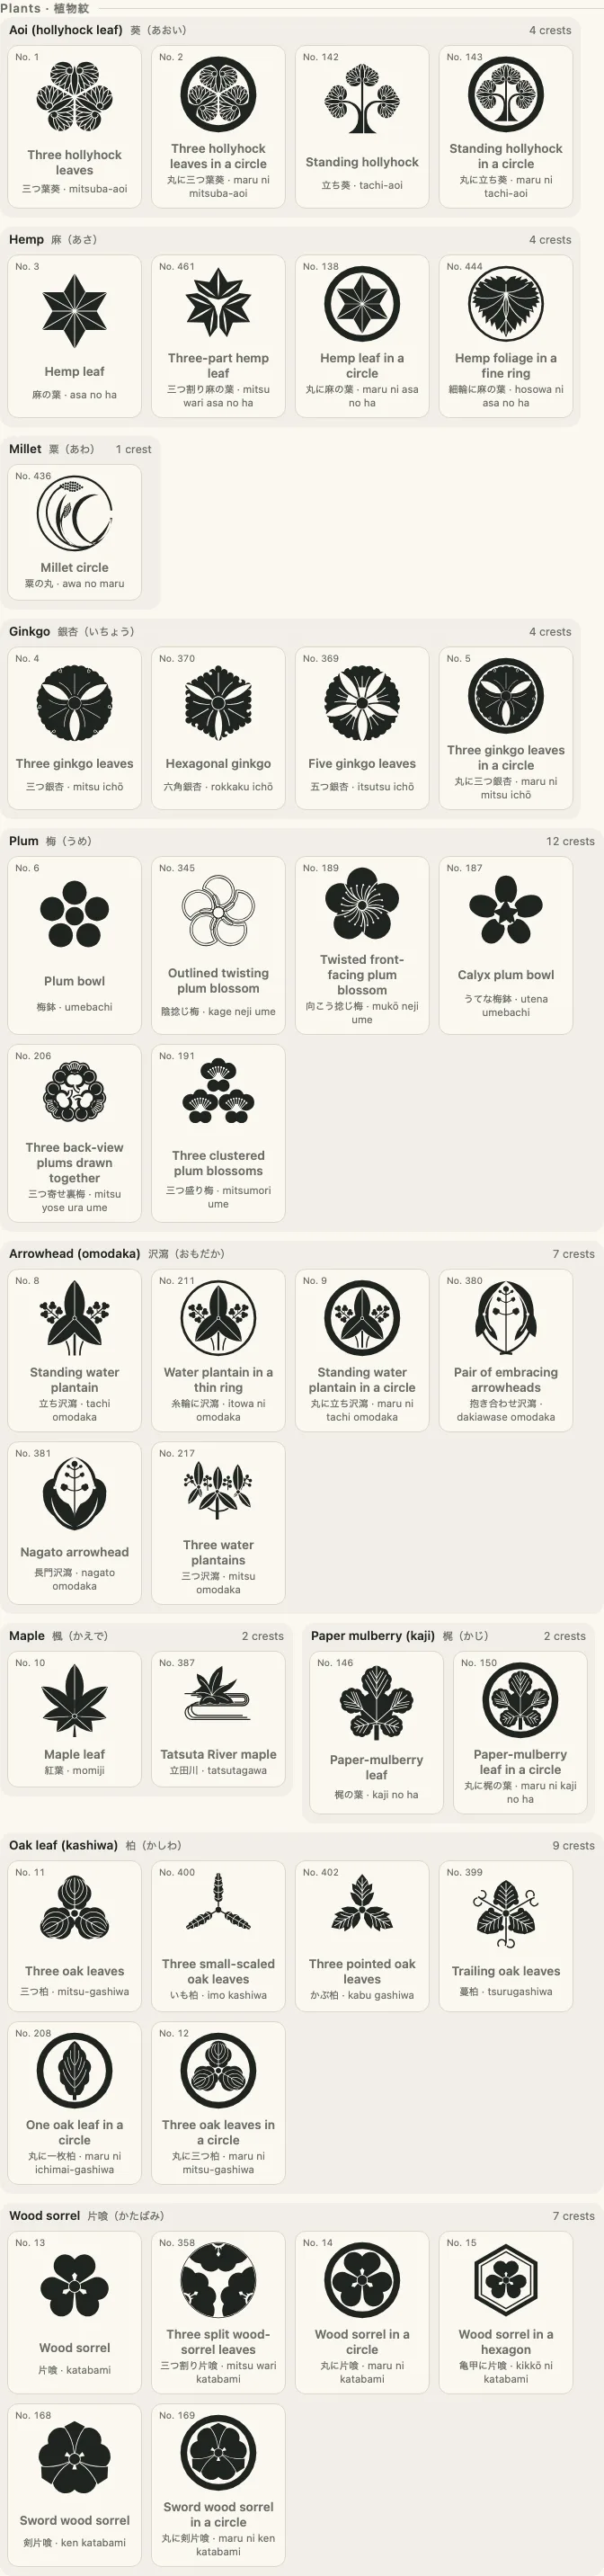 Plants · 植物紋
Aoi (hollyhock leaf) 葵（あおい） 4 crests
No. 1
Three hollyhock
leaves
三つ葉葵 · mitsuba-aoi
No. 2
Three hollyhock
leaves in a circle
丸に三つ葉葵 · maru ni
mitsuba-aoi
No. 142
Standing hollyhock
立ち葵 · tachi-aoi
No. 143
Standing hollyhock
in a circle
丸に立ち葵 · maru ni
tachi-aoi
Hemp 麻（あさ） 4 crests
No. 3
Hemp leaf
麻の葉 · asa no ha
No. 461
Three-part hemp
leaf
三つ割り麻の葉 · mitsu
wari asa no ha
No. 138
Hemp leaf in a
circle
丸に麻の葉 · maru ni asa
no ha
No. 444
Hemp foliage in a
fine ring
細輪に麻の葉 · hosowa ni
asa no ha
Millet 粟（あわ） 1 crest
No. 436
Millet circle
粟の丸 · awa no maru
Ginkgo 銀杏（いちょう） 4 crests
No. 4
Three ginkgo leaves
三つ銀杏 · mitsu ichō
No. 370
Hexagonal ginkgo
六角銀杏 · rokkaku ichō
No. 369
Five ginkgo leaves
五つ銀杏 · itsutsu ichō
No. 5
Three ginkgo leaves
in a circle
丸に三つ銀杏 · maru ni
mitsu ichō
Plum 梅（うめ） 12 crests
No. 6
Plum bowl
梅鉢 · umebachi
No. 345
Outlined twisting
plum blossom
陰捻じ梅 · kage neji ume
No. 189
Twisted front-
facing plum
blossom
向こう捻じ梅 · mukō neji
ume
No. 187
Calyx plum bowl
うてな梅鉢 · utena
umebachi
No. 206
Three back-view
plums drawn
together
三つ寄せ裏梅 · mitsu
yose ura ume
No. 191
Three clustered
plum blossoms
三つ盛り梅 · mitsumori
ume
Arrowhead (omodaka) 沢瀉（おもだか） 7 crests
No. 8
Standing water
plantain
立ち沢瀉 · tachi
omodaka
No. 211
Water plantain in a
thin ring
糸輪に沢瀉 · itowa ni
omodaka
No. 9
Standing water
plantain in a circle
丸に立ち沢瀉 · maru ni
tachi omodaka
No. 380
Pair of embracing
arrowheads
抱き合わせ沢瀉 ·
dakiawase omodaka
No. 381
Nagato arrowhead
長門沢瀉 · nagato
omodaka
No. 217
Three water
plantains
三つ沢瀉 · mitsu
omodaka
Maple 楓（かえで） 2 crests
No. 10
Maple leaf
紅葉 · momiji
No. 387
Tatsuta River maple
立田川 · tatsutagawa
Paper mulberry (kaji) 梶（かじ） 2 crests
No. 146
Paper-mulberry
leaf
梶の葉 · kaji no ha
No. 150
Paper-mulberry
leaf in a circle
丸に梶の葉 · maru ni kaji
no ha
Oak leaf (kashiwa) 柏（かしわ） 9 crests
No. 11
Three oak leaves
三つ柏 · mitsu-gashiwa
No. 400
Three small-scaled
oak leaves
いも柏 · imo kashiwa
No. 402
Three pointed oak
leaves
かぶ柏 · kabu gashiwa
No. 399
Trailing oak leaves
蔓柏 · tsurugashiwa
No. 208
One oak leaf in a
circle
丸に一枚柏 · maru ni
ichimai-gashiwa
No. 12
Three oak leaves in
a circle
丸に三つ柏 · maru ni
mitsu-gashiwa
Wood sorrel 片喰（かたばみ） 7 crests
No. 13
Wood sorrel
片喰 · katabami
No. 358
Three split wood-
sorrel leaves
三つ割り片喰 · mitsu wari
katabami
No. 14
Wood sorrel in a
circle
丸に片喰 · maru ni
katabami
No. 15
Wood sorrel in a
hexagon
亀甲に片喰 · kikkō ni
katabami
No. 168
Sword wood sorrel
剣片喰 · ken katabami
No. 169
Sword wood sorrel
in a circle
丸に剣片喰 · maru ni ken
katabami